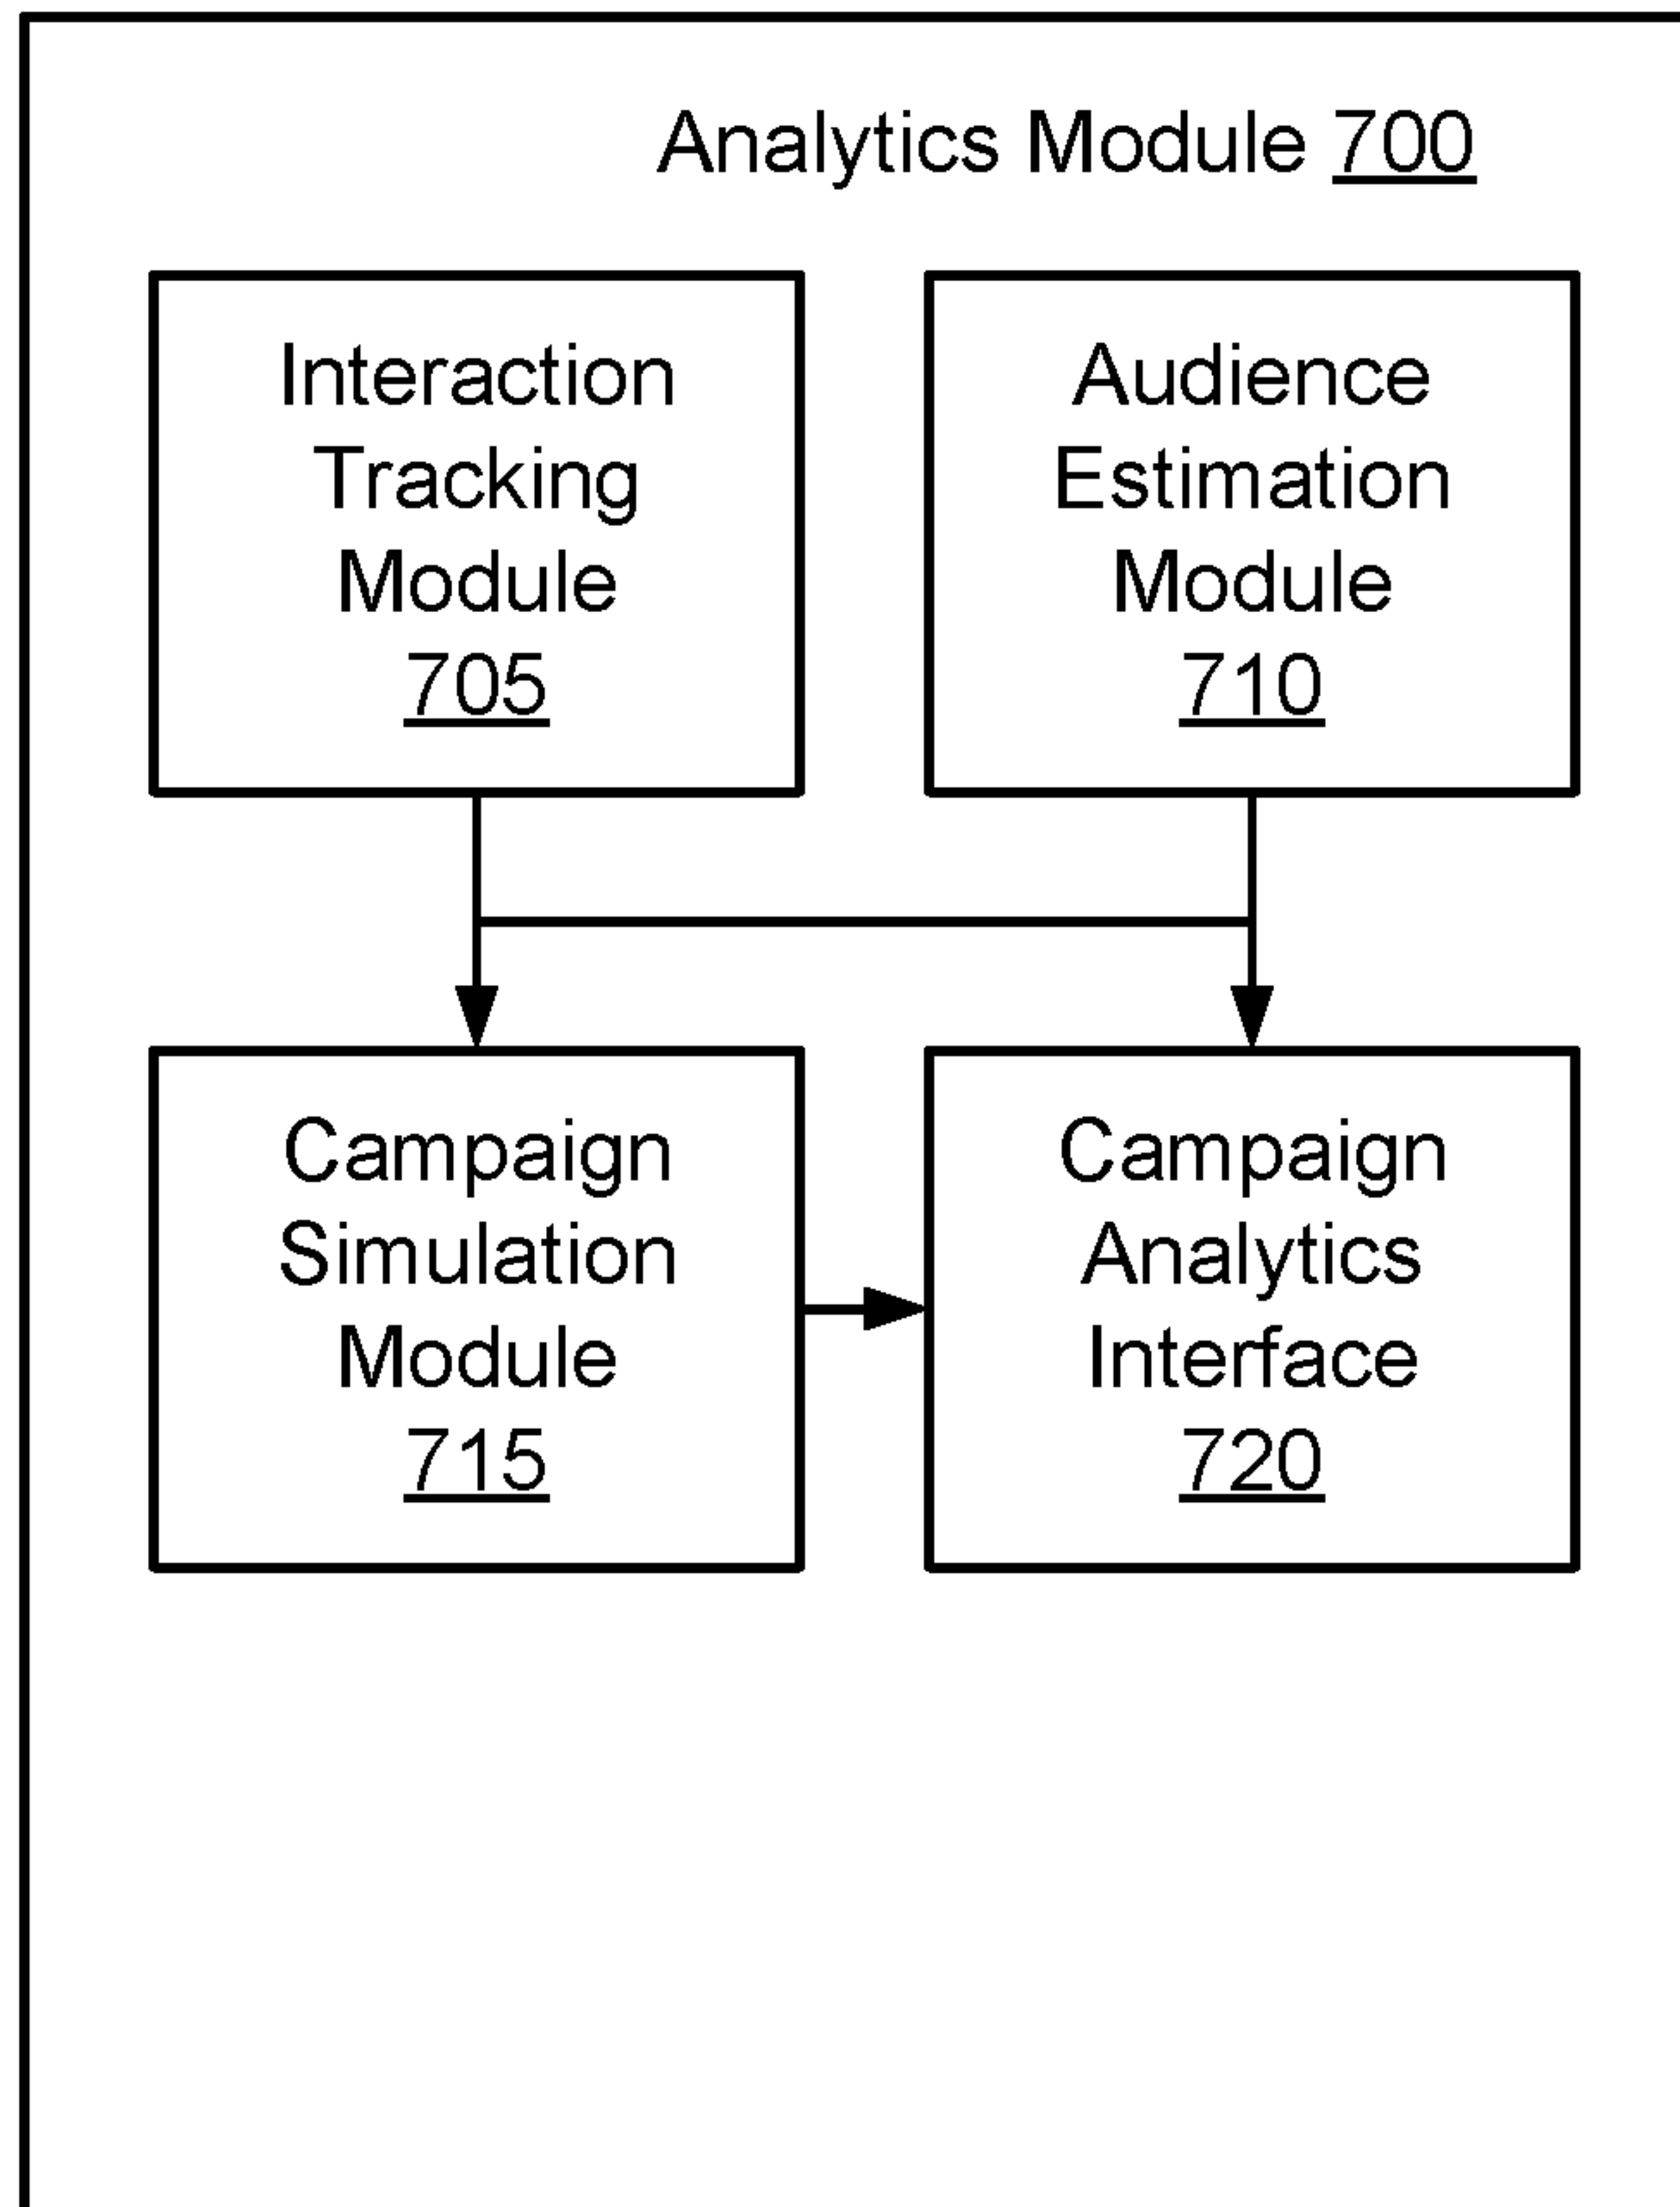 Analytics Module 700
Interaction
Tracking
Module
705
Audience
Estimation
Module
710
Campaign
Simulation
Module
715
Campaign
Analytics
Interface
720